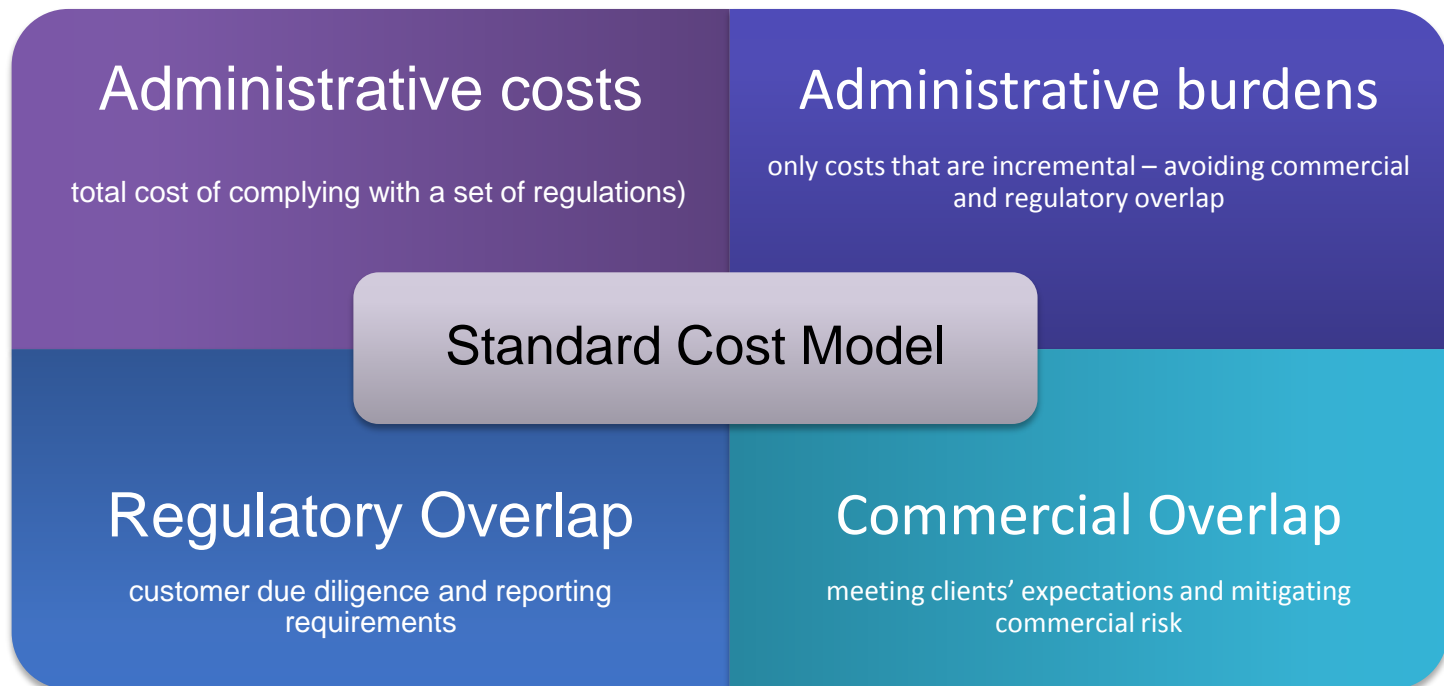 Administrative costs
total cost of complying with a set of regulations)
Administrative burdens
only costs that are incremental – avoiding commercial
and regulatory overlap
Standard Cost Model
Regulatory Overlap
customer due diligence and reporting
requirements
Commercial Overlap
meeting clients’ expectations and mitigating
commercial risk